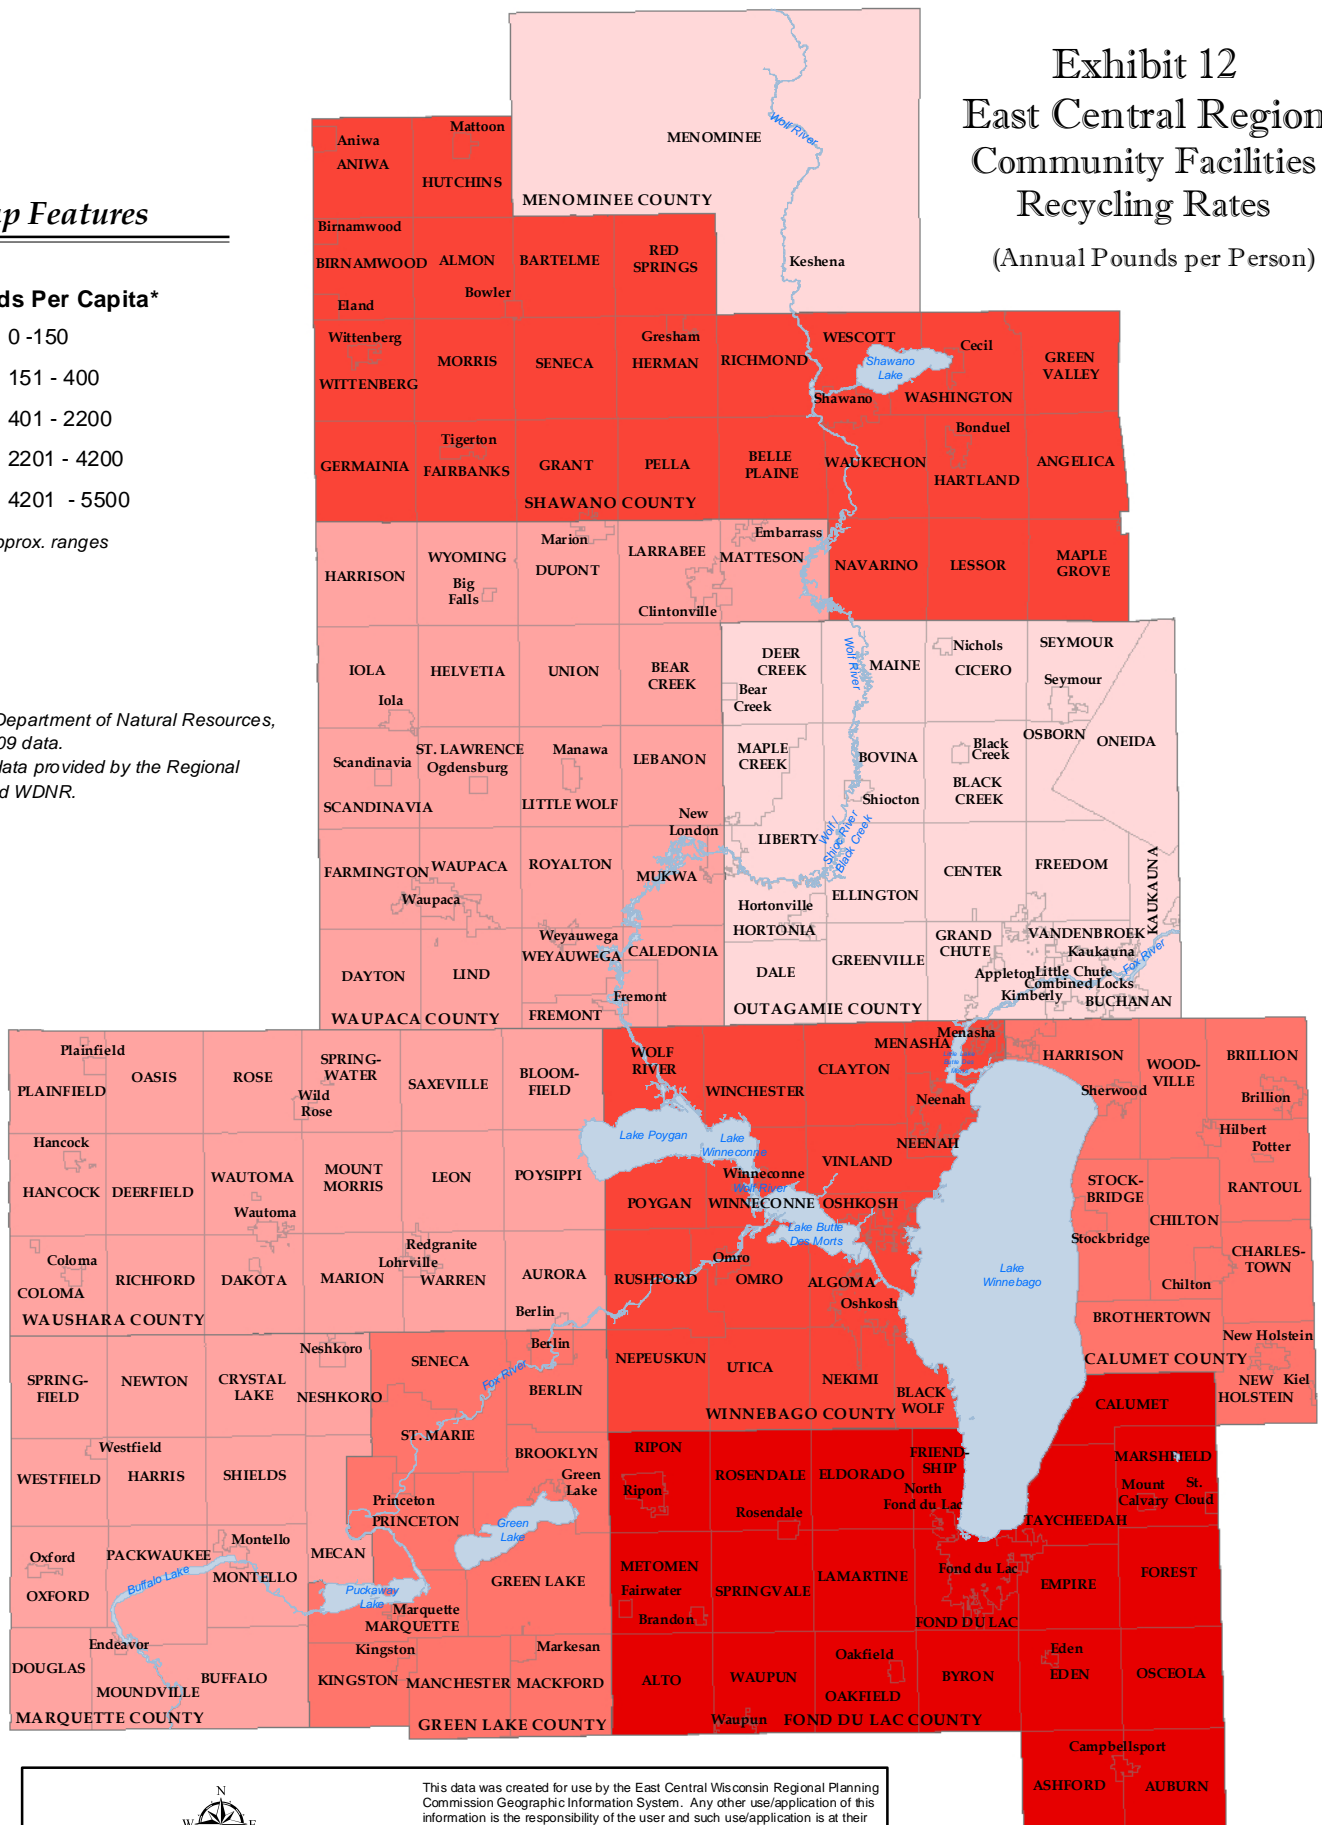 Exhibit 12
East Central Region
Community Facilities
Recycling Rates
(Annual Pounds per Person)
p Features
ds Per Capita*
0 -150
151 - 400
401 - 2200
2201 - 4200
4201 - 5500
pprox. ranges
Department of Natural Resources,
09 data.
data provided by the Regional
d WDNR.
MENOMINEE
Wolf River
MENOMINEE COUNTY
Keshena
Aniwa
ANIWA
Mattoon
HUTCHINS
Birnamwood
BIRNAMWOOD
ALMON
BARTELME
RED
SPRINGS
Bowler
Eland
Wittenberg
WITTENBERG
MORRIS
SENECA
Gresham
HERMAN
RICHMOND
WESCOTT
Shawano
Lake
Cecil
GREEN
VALLEY
Shawano
WASHINGTON
GERMAINIA
Tigerton
FAIRBANKS
GRANT
PELLA
BELLE
PLAINE
WAUKECHON
Bonduel
HARTLAND
ANGELICA
SHAWANO COUNTY
NAVARINO
LESSOR
MAPLE
GROVE
HARRISON
WYOMING
Big
Falls
Marion
DUPONT
LARRABEE
Clintonville
Embarrass
MATTESON
IOLA
Iola
HELVETIA
UNION
BEAR
CREEK
Scandinavia
SCANDINAVIA
ST. LAWRENCE
Ogdensburg
Manawa
LITTLE WOLF
LEBANON
New
London
FARMINGTON
WAUPACA
Waupaca
ROYALTON
MUKWA
DAYTON
LIND
Weyauwega
WEYAUWEGA
CALEDONIA
Fremont
FREMONT
WAUPACA COUNTY
DEER
CREEK
Bear
Creek
Wolf River
MAINE
Nichols
CICERO
SEYMOUR
Seymour
MAPLE
CREEK
BOVINA
Shiocton
Black
Creek
BLACK
CREEK
OSBORN
ONEIDA
LIBERTY
Wolf /
Shioc River
Black Creek
ELLINGTON
CENTER
FREEDOM
KAUKAUNA
Hortonville
HORTONIA
DALE
GREENVILLE
GRAND
CHUTE
VANDENBROEK
Kaukauna
Fox River
Appleton
Little Chute
Combined Locks
Kimberly
BUCHANAN
OUTAGAMIE COUNTY
Plainfield
PLAINFIELD
OASIS
ROSE
SPRING-
WATER
Wild
Rose
SAXEVILLE
BLOOM-
FIELD
Hancock
HANCOCK
DEERFIELD
WAUTOMA
Wautoma
MOUNT
MORRIS
LEON
POYSIPPI
Coloma
COLOMA
RICHFORD
DAKOTA
MARION
Redgranite
Lohrville
WARREN
AURORA
Berlin
WAUSHARA COUNTY
WOLF
RIVER
WINCHESTER
CLAYTON
MENASHA
Menasha
Neenah
NEENAH
Lake Poygan
Lake
Winneconne
VINLAND
POYGAN
Winneconne
Wolf River
WINNECONNE
OSHKOSH
Lake Butte
Des Morts
RUSHFORD
Omro
OMRO
ALGOMA
Oshkosh
Lake
Winnebago
NEPEUSKUN
UTICA
NEKIMI
BLACK
WOLF
WINNEBAGO COUNTY
HARRISON
Sherwood
WOOD-
VILLE
BRILLION
Brillion
Hilbert
Potter
STOCK-
BRIDGE
Stockbridge
CHILTON
Chilton
RANTOUL
CHARLES-
TOWN
BROTHERTOWN
New Holstein
NEW
HOLSTEIN
Kiel
CALUMET COUNTY
SPRING-
FIELD
NEWTON
CRYSTAL
LAKE
Neshkoro
NESHKORO
Westfield
WESTFIELD
HARRIS
SHIELDS
Oxford
OXFORD
PACKWAUKEE
Buffalo Lake
Montello
MONTELLO
MECAN
Endeavor
DOUGLAS
MOUNDVILLE
BUFFALO
MARQUETTE COUNTY
SENECA
Fox River
Berlin
BERLIN
ST. MARIE
BROOKLYN
Green
Lake
Princeton
PRINCETON
Green
Lake
GREEN LAKE
Puckaway
Lake
Marquette
MARQUETTE
Kingston
KINGSTON
MANCHESTER
Markesan
MACKFORD
GREEN LAKE COUNTY
RIPON
Ripon
ROSENDALE
Rosendale
ELDORADO
FRIEND-
SHIP
North
Fond du Lac
CALUMET
MARSHFIELD
Mount
Calvary
St.
Cloud
TAYCHEEDAH
METOMEN
Fairwater
Brandon
SPRINGVALE
LAMARTINE
Fond du Lac
FOND DU LAC
EMPIRE
FOREST
ALTO
WAUPUN
Waupun
Oakfield
OAKFIELD
BYRON
Eden
EDEN
OSCEOLA
FOND DU LAC COUNTY
Campbellsport
ASHFORD
AUBURN
N
W
E
This data was created for use by the East Central Wisconsin Regional Planning
Commission Geographic Information System. Any other use/application of this
information is the responsibility of the user and such use/application is at their